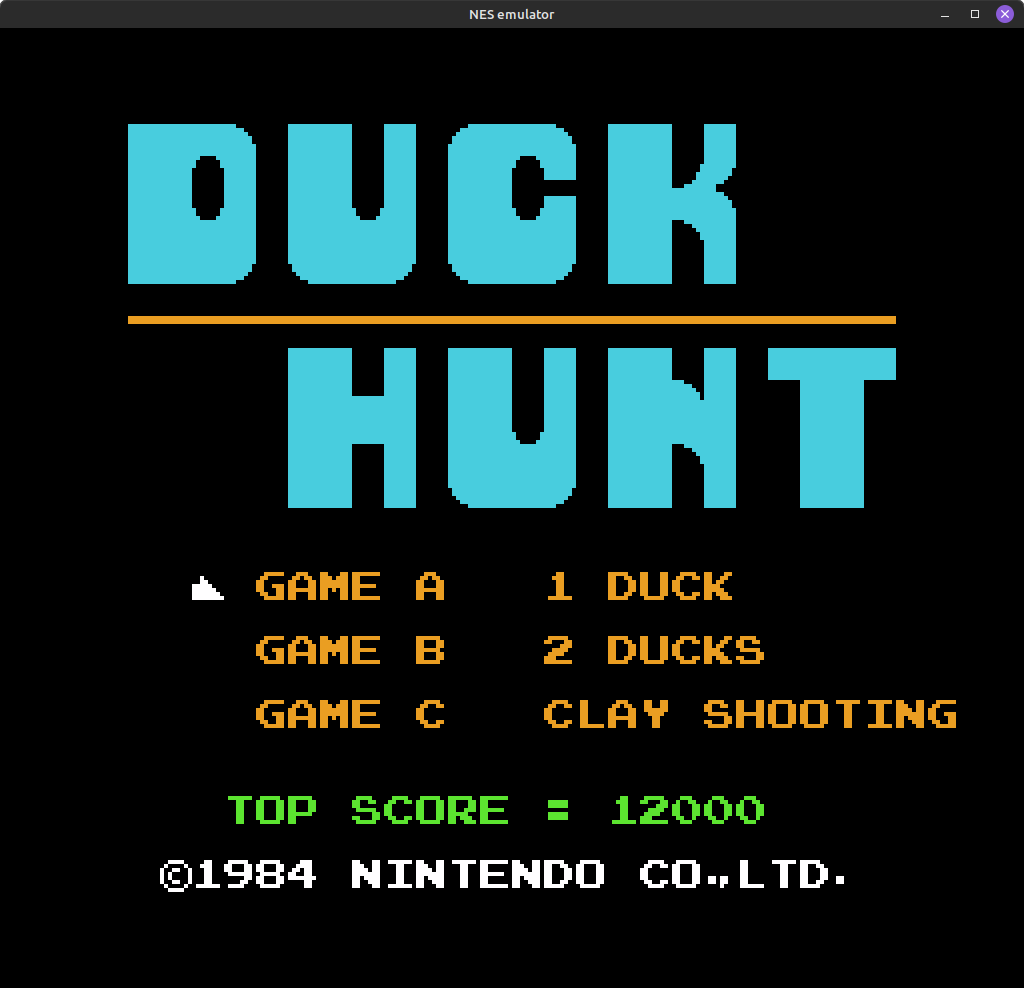 NES emulator
DUCK
HUNT
GAME A 1 DUCK
GAME B 2 DUCKS
GAME C CLAY SHOOTING
TOP SCORE = 12000
©1984 NINTENDO CO.,LTD.